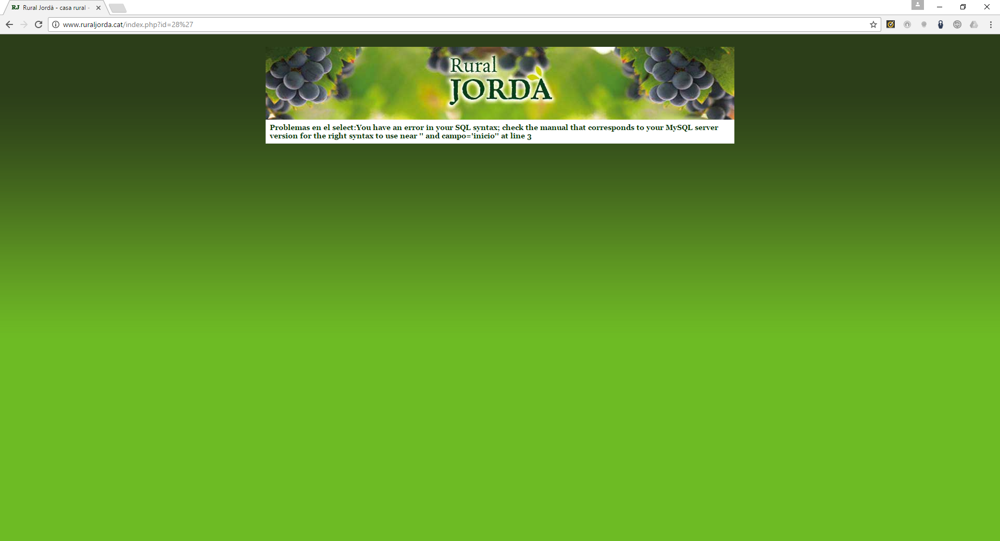 RJ Rural Jordà - casa rural -
www.ruraljorda.cat/index.php?id=28%27
Rural
JORDÀ
Problemas en el select:You have an error in your SQL syntax; check the manual that corresponds to your MySQL server
version for the right syntax to use near '' and campo='inicio'' at line 3